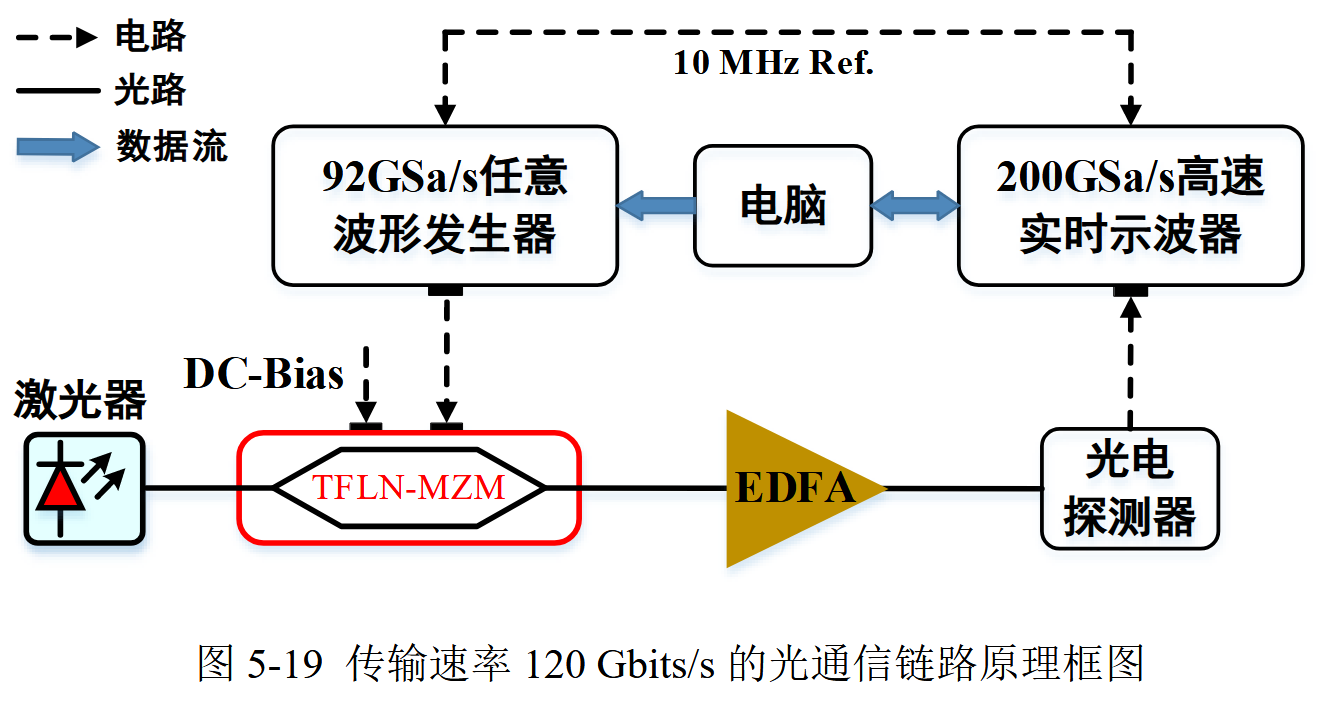 电路
光路
数据流
10 MHz Ref.
92GSa/s任意
波形发生器
电脑
200GSa/s高速
实时示波器
DC-Bias
激光器
TFLN-MZM
EDFA
光电
探测器
图 5-19 传输速率 120 Gbits/s 的光通信链路原理框图